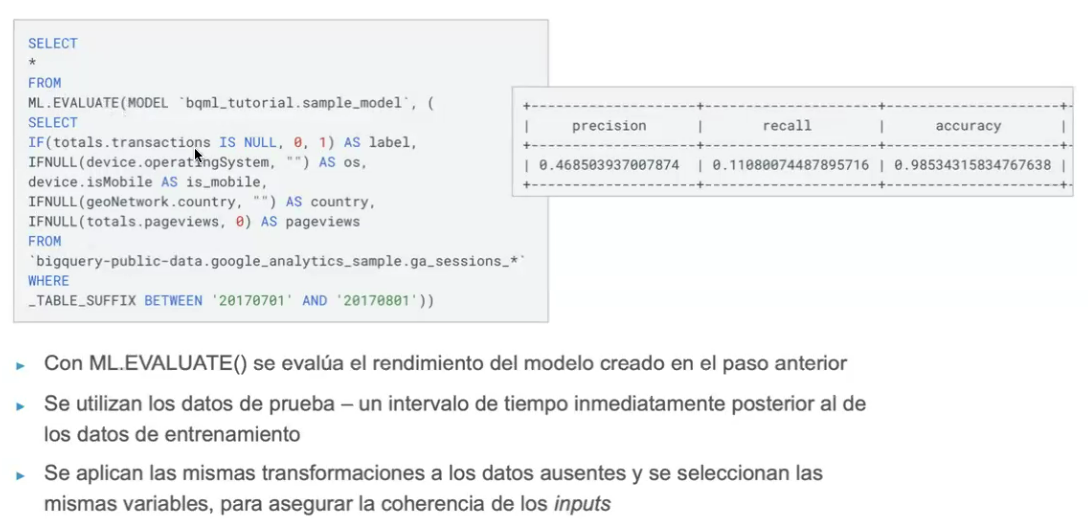 SELECT
*
FROM
ML.EVALUATE(MODEL `bqml_tutorial.sample_model`, (
SELECT
IF(totals.transactions IS NULL, 0, 1) AS label,
IFNULL(device.operatingSystem, "") AS os,
device.isMobile AS is_mobile,
IFNULL(geoNetwork.country, "") AS country,
IFNULL(totals.pageviews, 0) AS pageviews
FROM
`bigquery-public-data.google_analytics_sample.ga_sessions_*`
WHERE
_TABLE_SUFFIX BETWEEN '20170701' AND '20170801'))
| precision | recall | accuracy |
| 0.468503937007874 | 0.11080074487895716 | 0.98534315834767638 |
Con ML.EVALUATE() se evalúa el rendimiento del modelo creado en el paso anterior
Se utilizan los datos de prueba – un intervalo de tiempo inmediatamente posterior al de
los datos de entrenamiento
Se aplican las mismas transformaciones a los datos ausentes y se seleccionan las
mismas variables, para asegurar la coherencia de los inputs